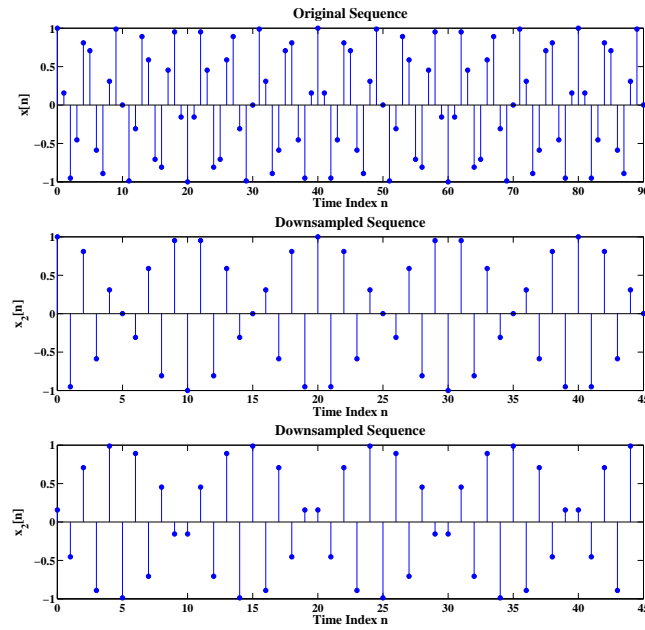 Original Sequence
1
0.5
0
−0.5
−1
x[n]
0 10 20 30 40 50 60 70 80 90
Time Index n
Downsampled Sequence
1
0.5
0
−0.5
−1
x2[n]
0 5 10 15 20 25 30 35 40 45
Time Index n
Downsampled Sequence
1
0.5
0
−0.5
−1
x2[n]
0 5 10 15 20 25 30 35 40 45
Time Index n